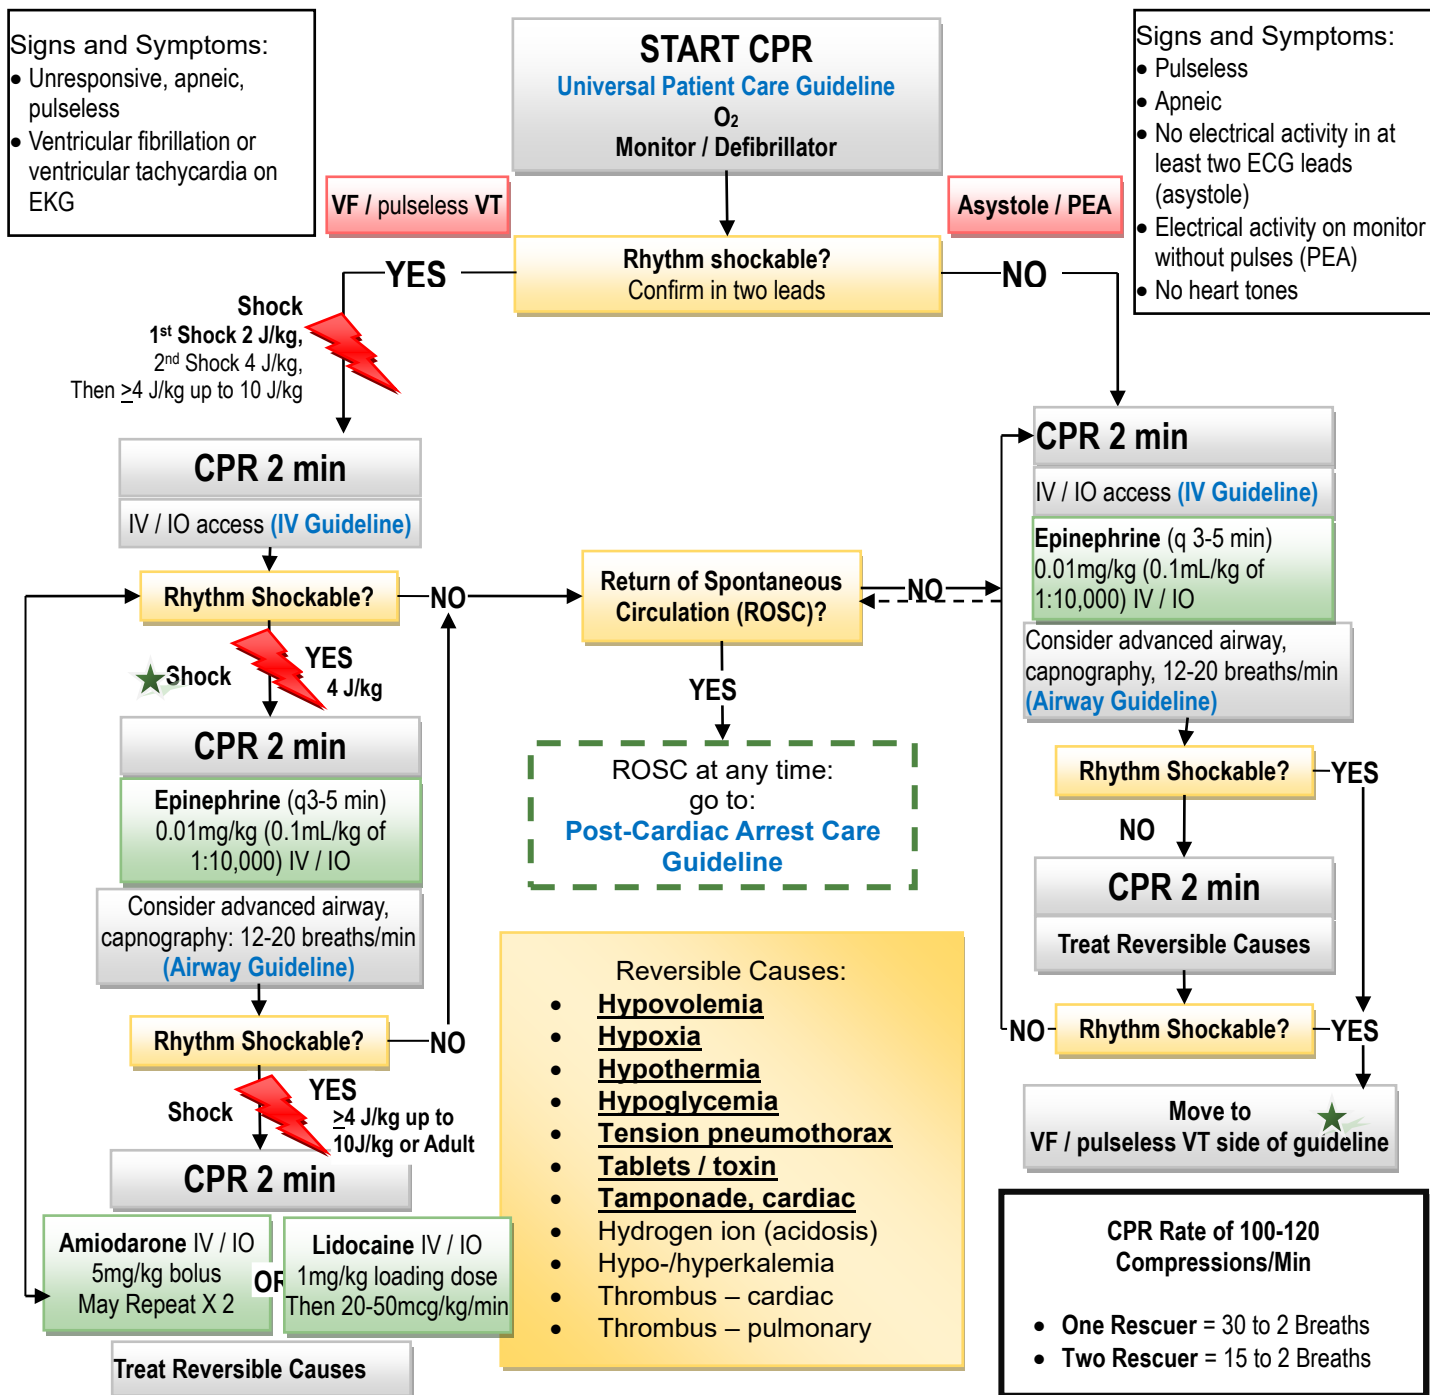 Signs and Symptoms:
• Unresponsive, apneic,
pulseless
• Ventricular fibrillation or
ventricular tachycardia on
EKG
START CPR
Universal Patient Care Guideline
O₂
Monitor / Defibrillator
Signs and Symptoms:
• Pulseless
• Apneic
• No electrical activity in at
least two ECG leads
(asystole)
• Electrical activity on monitor
without pulses (PEA)
• No heart tones
VF / pulseless VT
Asystole / PEA
YES
Rhythm shockable?
Confirm in two leads
NO
Shock
1st Shock 2 J/kg,
2nd Shock 4 J/kg,
Then ≥4 J/kg up to 10 J/kg
CPR 2 min
IV / IO access (IV Guideline)
Rhythm Shockable?
NO
Shock
YES
4 J/kg
CPR 2 min
Epinephrine (q3-5 min)
0.01mg/kg (0.1mL/kg of
1:10,000) IV / IO
Consider advanced airway,
capnography: 12-20 breaths/min
(Airway Guideline)
Rhythm Shockable?
NO
Shock
YES
≥4 J/kg up to
10J/kg or Adult
CPR 2 min
Amiodarone IV / IO
5mg/kg bolus
May Repeat X 2
OR
Lidocaine IV / IO
1mg/kg loading dose
Then 20-50mcg/kg/min
Treat Reversible Causes
Return of Spontaneous
Circulation (ROSC)?
NO
YES
ROSC at any time:
go to:
Post-Cardiac Arrest Care
Guideline
Reversible Causes:
• Hypovolemia
• Hypoxia
• Hypothermia
• Hypoglycemia
• Tension pneumothorax
• Tablets / toxin
• Tamponade, cardiac
• Hydrogen ion (acidosis)
• Hypo-/hyperkalemia
• Thrombus – cardiac
• Thrombus – pulmonary
CPR 2 min
IV / IO access (IV Guideline)
Epinephrine (q 3-5 min)
0.01mg/kg (0.1mL/kg of
1:10,000) IV / IO
Consider advanced airway,
capnography, 12-20 breaths/min
(Airway Guideline)
Rhythm Shockable?
YES
NO
CPR 2 min
Treat Reversible Causes
NO
Rhythm Shockable?
YES
Move to
VF / pulseless VT side of guideline
CPR Rate of 100-120
Compressions/Min
• One Rescuer = 30 to 2 Breaths
• Two Rescuer = 15 to 2 Breaths